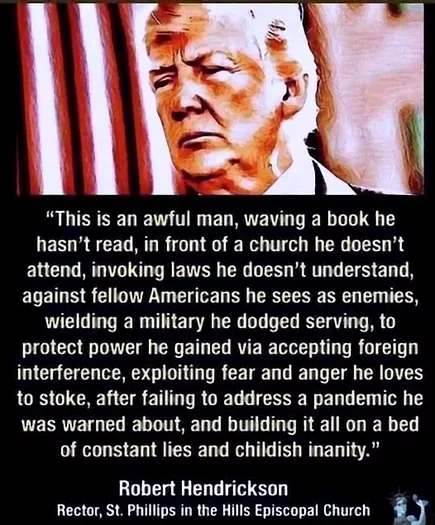 “This is an awful man, waving a book he
hasn’t read, in front of a church he doesn’t
attend, invoking laws he doesn’t understand,
against fellow Americans he sees as enemies,
wielding a military he dodged serving, to
protect power he gained via accepting foreign
interference, exploiting fear and anger he loves
to stoke, after failing to address a pandemic he
was warned about, and building it all on a bed
of constant lies and childish inanity.”
Robert Hendrickson
Rector, St. Phillips in the Hills Episcopal Church